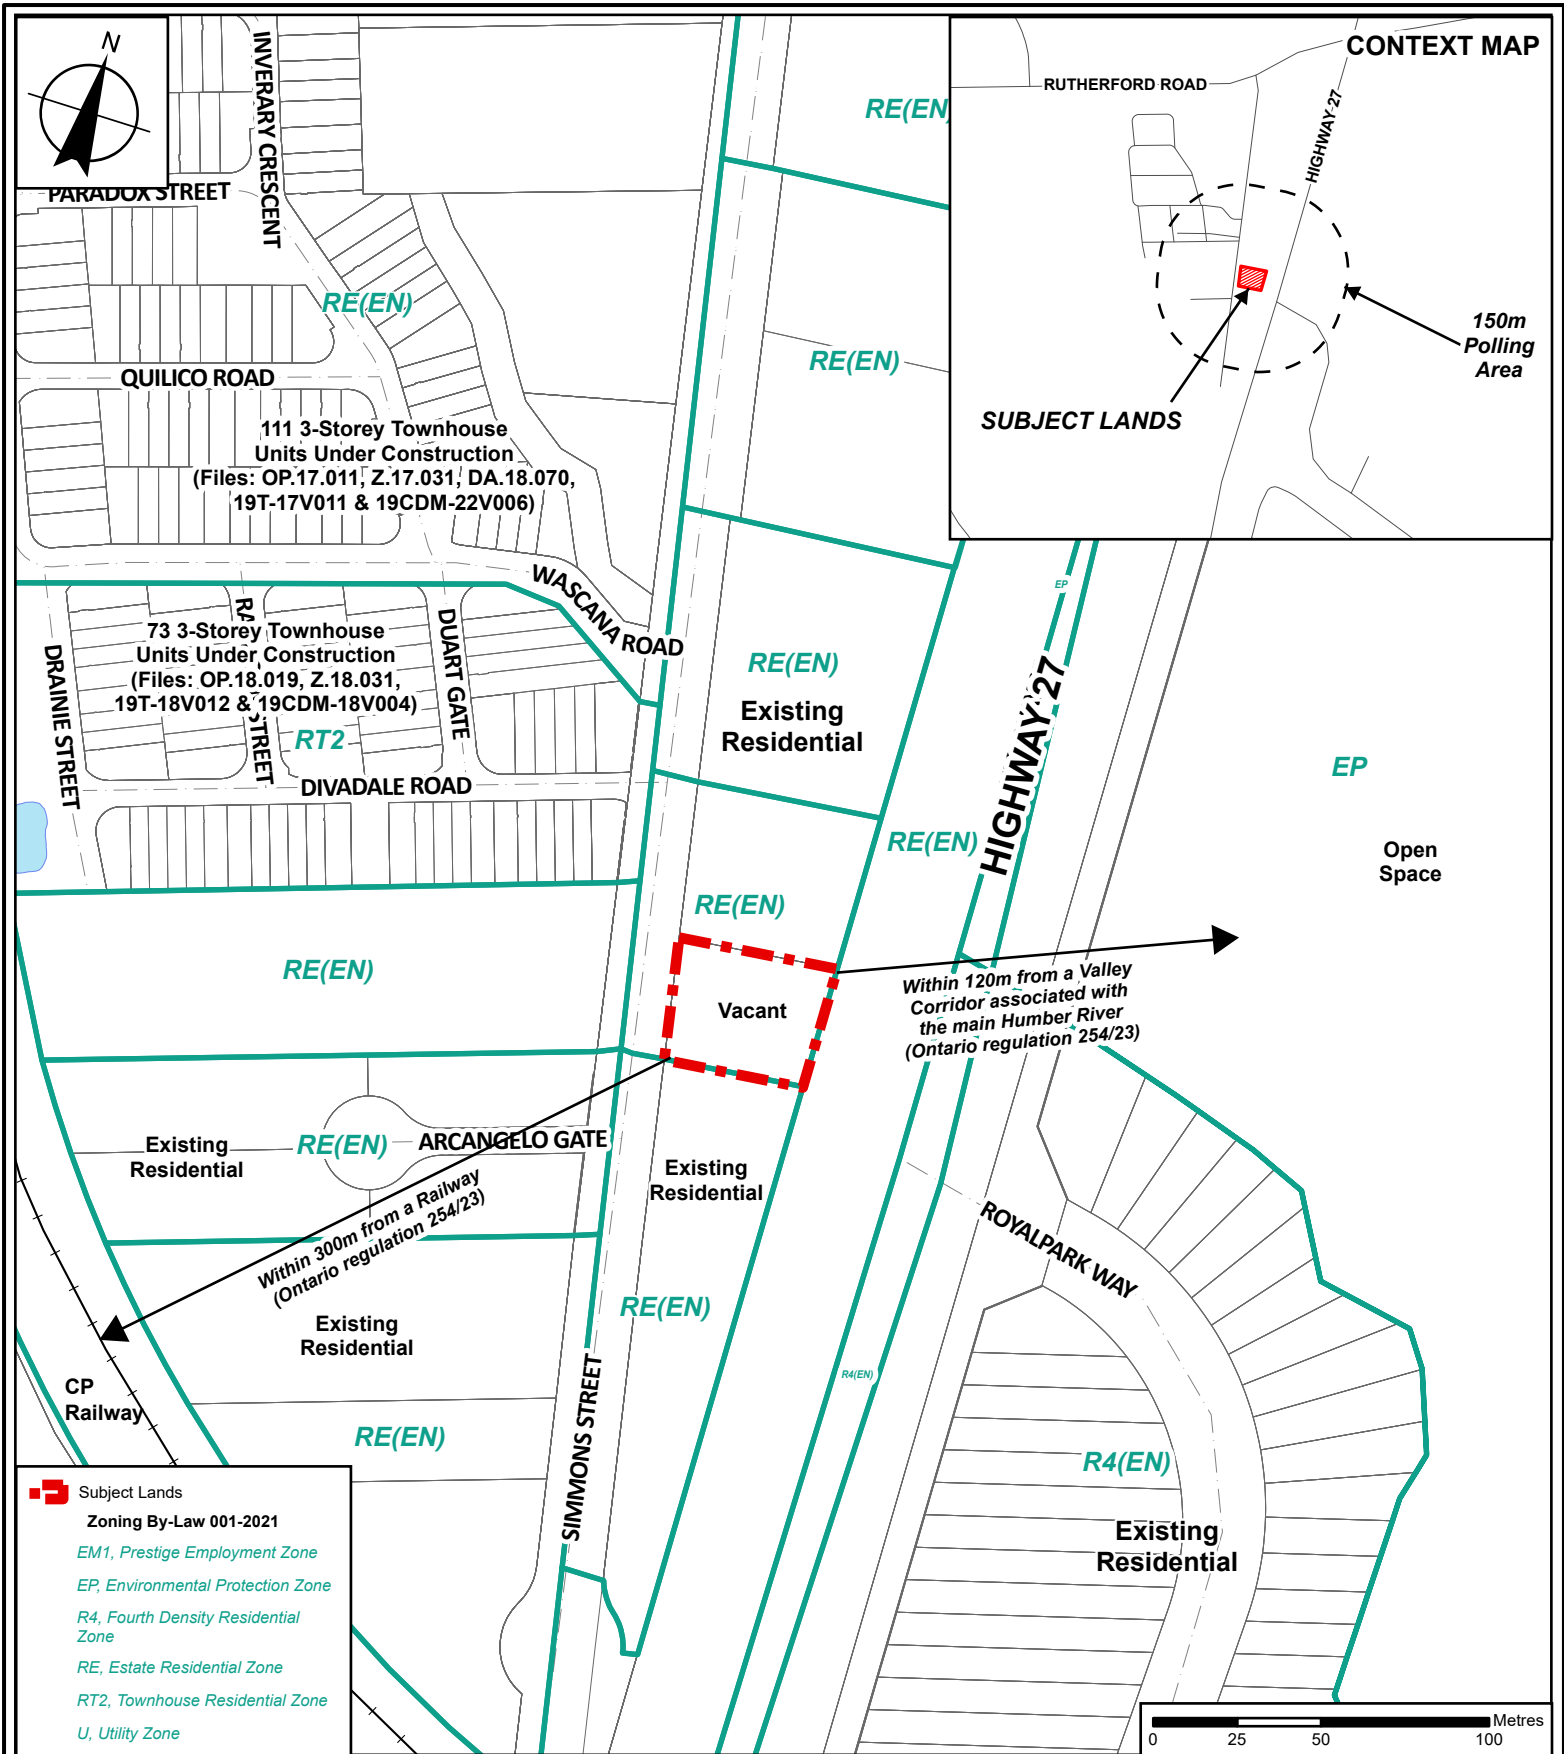 N
CONTEXT MAP
RUTHERFORD ROAD
HIGHWAY 27
150m
Polling
Area
SUBJECT LANDS
INVERARY CRESCENT
PARADOX STREET
RE(EN)
RE(EN)
RE(EN)
QUILICO ROAD
111 3-Storey Townhouse
Units Under Construction
(Files: OP.17.011, Z.17.031, DA.18.070,
19T-17V011 & 19CDM-22V006)
WASCANA ROAD
EP
73 3-Storey Townhouse
Units Under Construction
(Files: OP.18.019, Z.18.031,
19T-18V012 & 19CDM-18V004)
DRAINIE STREET
STREET
DUART GATE
RT2
DIVADALE ROAD
RE(EN)
Existing
Residential
HIGHWAY 27
EP
RE(EN)
Open
Space
RE(EN)
RE(EN)
Vacant
Within 120m from a Valley
Corridor associated with
the main Humber River
(Ontario regulation 254/23)
Existing
Residential
RE(EN)
ARCANGELO GATE
Existing
Residential
Within 300m from a Railway
(Ontario regulation 254/23)
ROYALPARK WAY
RE(EN)
Existing
Residential
CP
Railway
R4(EN)
RE(EN)
SIMMONS STREET
R4(EN)
Existing
Residential
Subject Lands
Zoning By-Law 001-2021
EM1, Prestige Employment Zone
EP, Environmental Protection Zone
R4, Fourth Density Residential
Zone
RE, Estate Residential Zone
RT2, Townhouse Residential Zone
U, Utility Zone
Metres
0 25 50 100